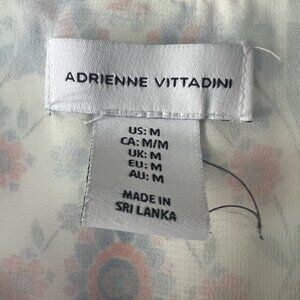 ADRIENNE VITTADINI
US: M
CA: M/M
UK: M
EU: M
AU: M
MADE IN
SRI LANKA